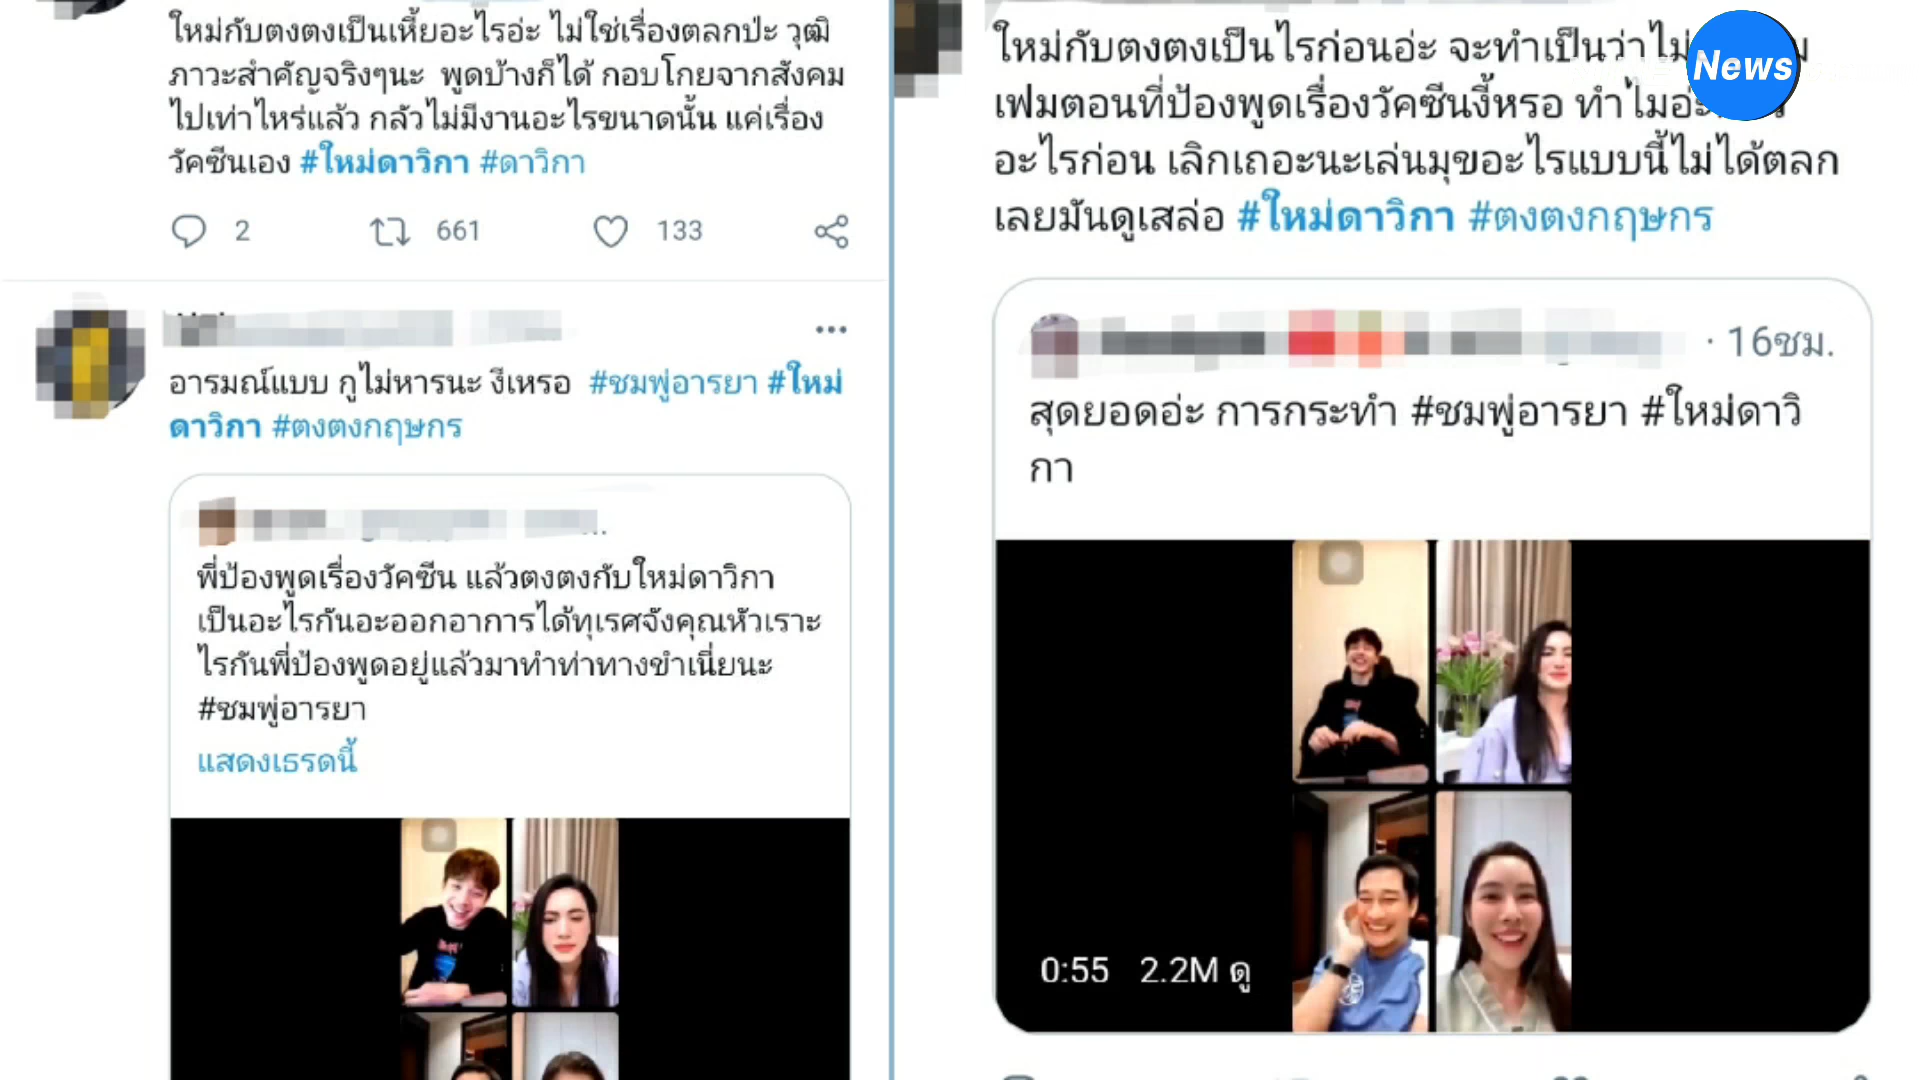 ใหม่กับตงตงเป็นเหี้ยอะไรอ่ะ ไม่ใช่เรื่องตลกป่ะ วุฒิ
ภาวะสำคัญจริงๆนะ พูดบ้างก็ได้ กอบโกยจากสังคม
ไปเท่าไหร่แล้ว กลัวไม่มีงานอะไรขนาดนั้น แค่เรื่อง
วัคซีนเอง #ใหม่ดาวิกา #ดาวิกา
2 661 133
อารมณ์แบบ กูไม่หารนะ งี้เหรอ #ชมพู่อารยา #ใหม่
ดาวิกา #ตงตงกฤษกร
พี่ป้องพูดเรื่องวัคซีน แล้วตงตงกับใหม่ดาวิกา
เป็นอะไรกันอะออกอาการได้ทุเรศจังคุณหัวเราะ
ไรกันพี่ป้องพูดอยู่แล้วมาทำท่าทางขำเนี่ยนะ
#ชมพู่อารยา
แสดงเธรดนี้
ใหม่กับตงตงเป็นไรก่อนอ่ะ จะทำเป็นว่าไม่
News
เฟมตอนที่ป้องพูดเรื่องวัคซีนงี้หรอ ทำไมอ่ะ
อะไรก่อน เลิกเถอะนะเล่นมุขอะไรแบบนี้ไม่ได้ตลก
เลยมันดูเสล่อ #ใหม่ดาวิกา #ตงตงกฤษกร
· 16ชม.
สุดยอดอ่ะ การกระทำ #ชมพู่อารยา #ใหม่ดาวิ
กา
0:55 2.2M ดู